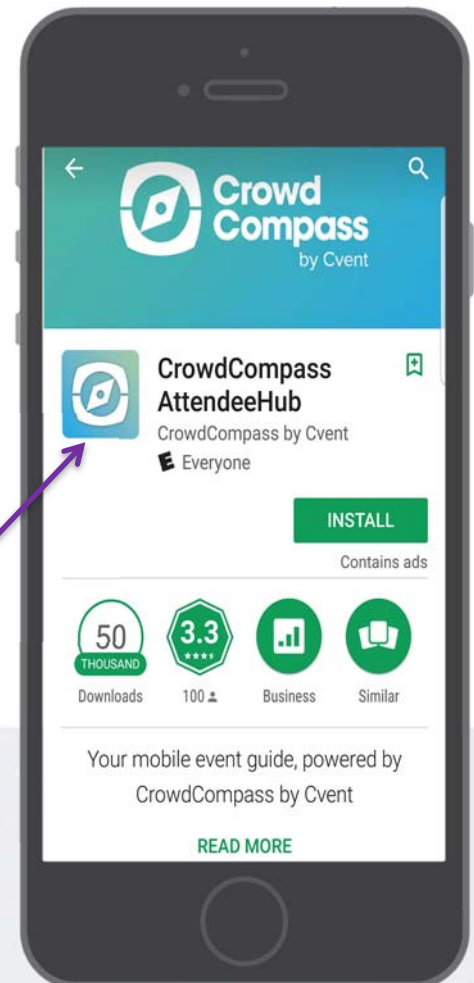 Crowd
Compass
by Cvent
CrowdCompass
AttendeeHub
CrowdCompass by Cvent
E Everyone
INSTALL
Contains ads
50
THOUSAND
3.3
Downloads
100
Business
Similar
Your mobile event guide, powered by
CrowdCompass by Cvent
READ MORE